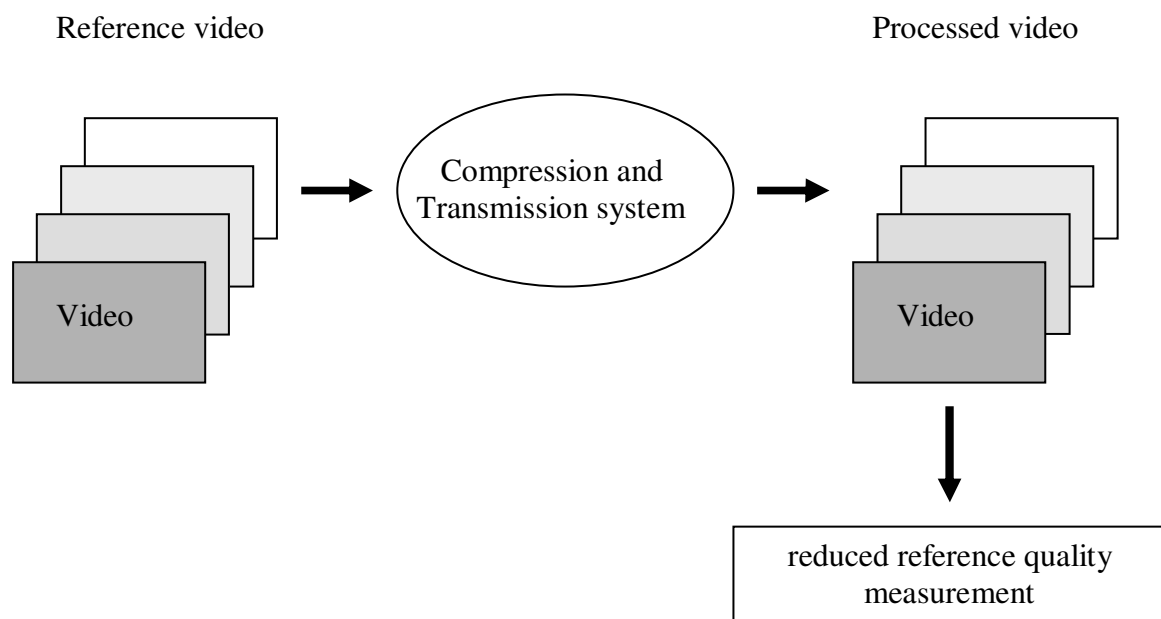 Reference video
Processed video
Compression and
Transmission system
Video
Video
reduced reference quality
measurement